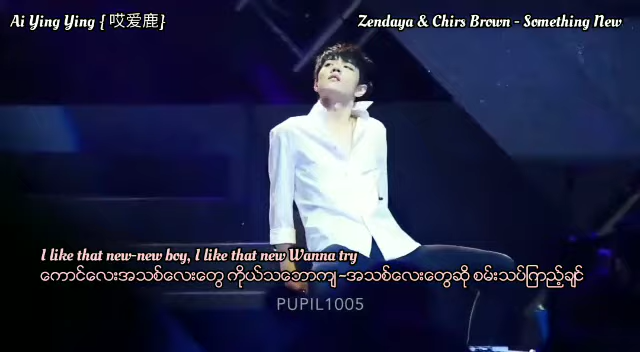 Ai Ying Ying { 哎爱鹿}
Zendaya & Chirs Brown - Something New
I like that new-new boy, I like that new Wanna try
ကောင်လေးအသစ်လေးတွေ ကိုယ်သဘောကျ -အသစ်လေးတွေဆို စမ်းသပ်ကြည့်ချင်
PUPIL1005